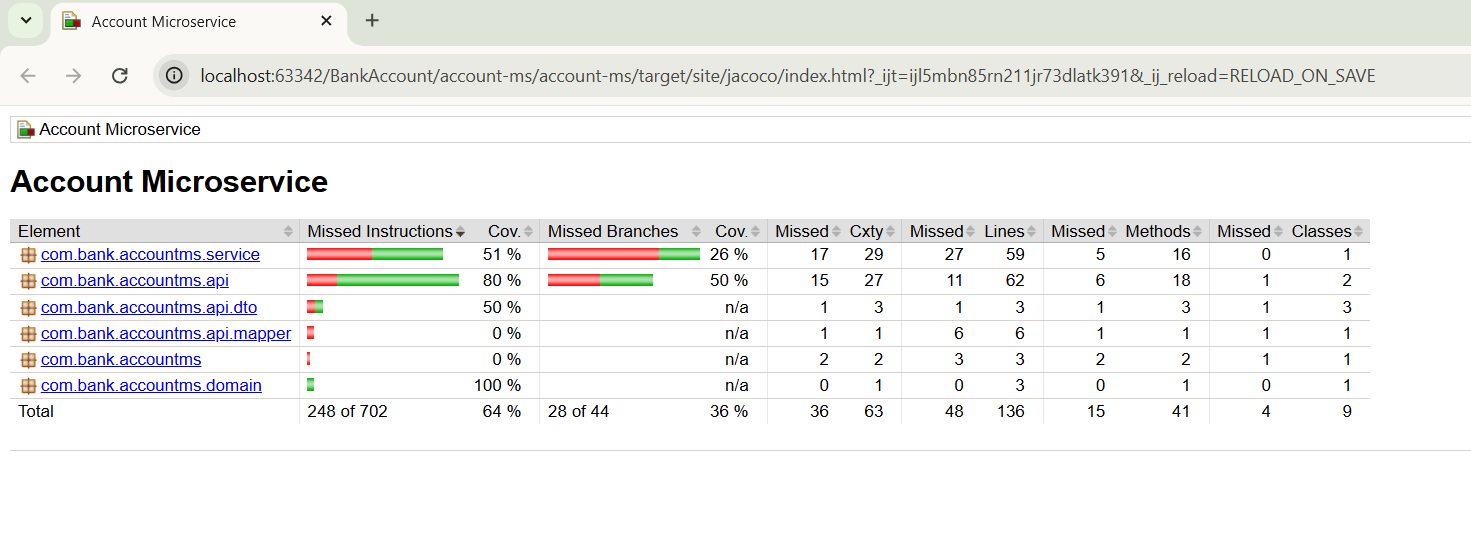 Account Microservice
localhost:63342/BankAccount/account-ms/account-ms/target/site/jacoco/index.html?_ijt=ijl5mbn85rn211jr73dlatk391&_ij_reload=RELOAD_ON_SAVE
Account Microservice
Account Microservice
Element Missed Instructions Cov. Missed Branches Cov. Missed Cxty Missed Lines Missed Methods Missed Classes
com.bank.accountms.service 51 % 26 % 17 29 27 59 5 16 0 1
com.bank.accountms.api 80 % 50 % 15 27 11 62 6 18 1 2
com.bank.accountms.api.dto 50 % n/a 1 3 1 3 1 3 1 3
com.bank.accountms.api.mapper 0 % n/a 1 1 6 6 1 1 1 1
com.bank.accountms 0 % n/a 2 2 3 3 2 2 1 1
com.bank.accountms.domain 100 % n/a 0 1 0 3 0 1 0 1
Total 248 of 702 64 % 28 of 44 36 % 36 63 48 136 15 41 4 9